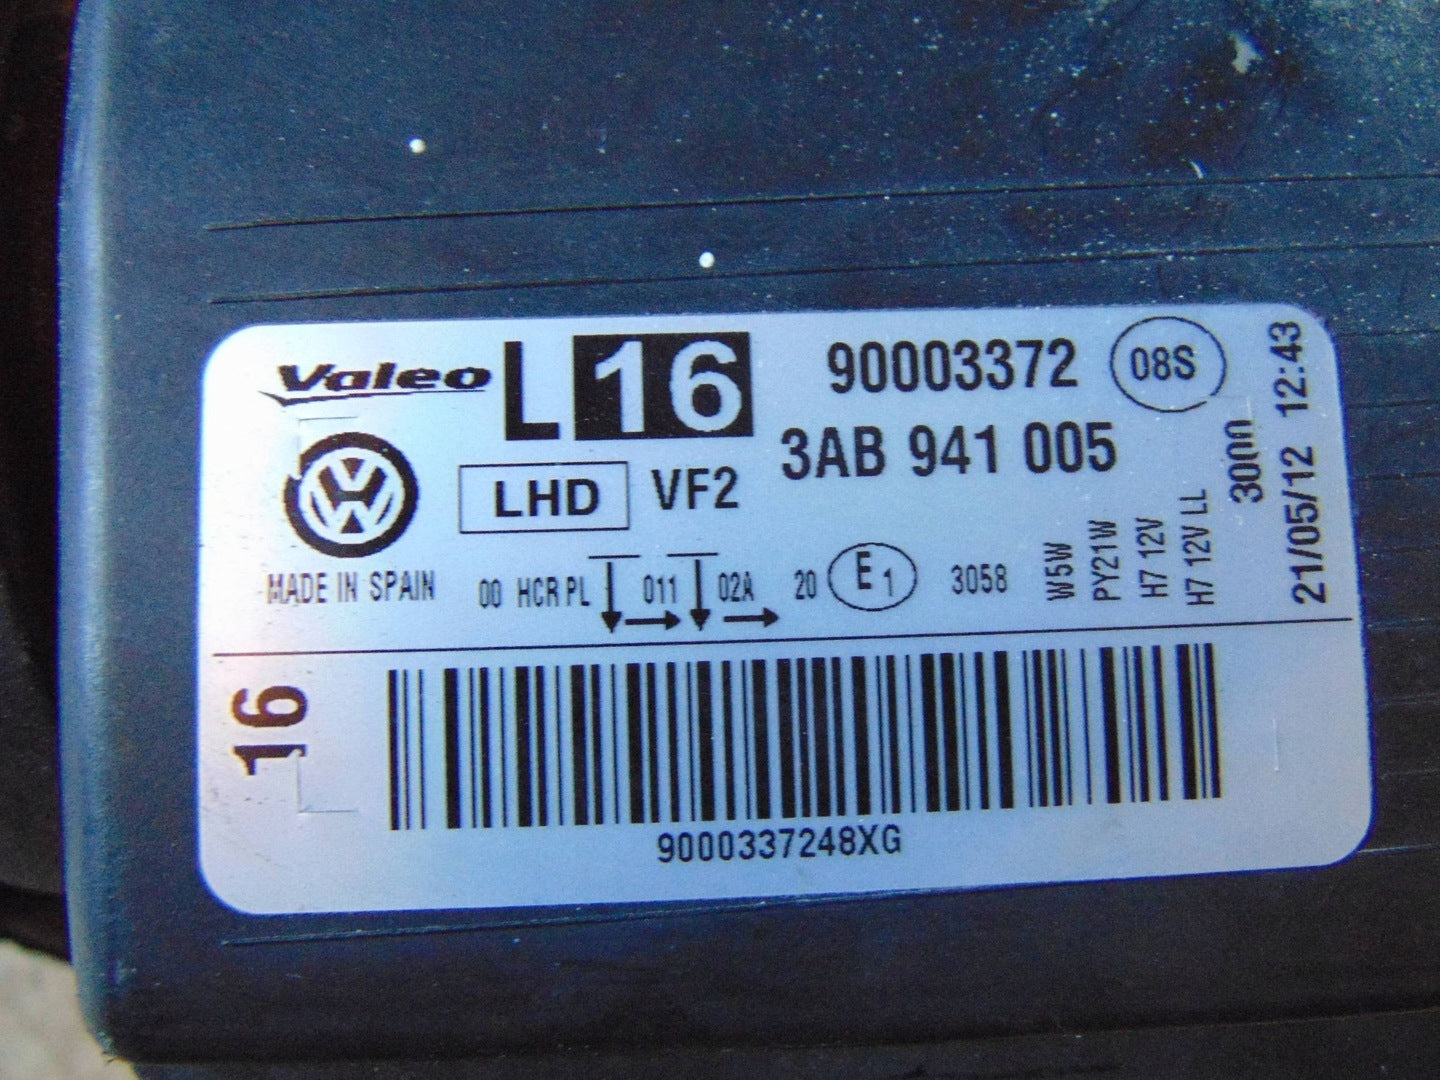 Valeo L 16 90003372 08S
3AB 941 005
LHD VF2
MADE IN SPAIN 00 HCR PL 011 02A 20 E1 3058
W5W
PY21W
H7 12V
H7 12V LL
3000
21/05/12 12:43
16
9000337248XG